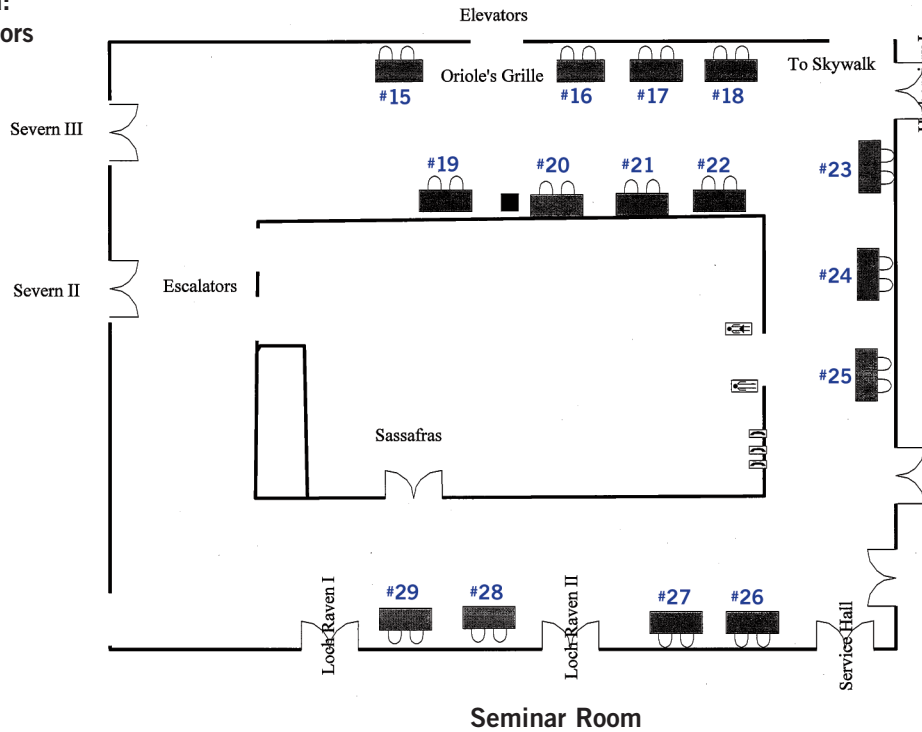 ors
Elevators
To Skywalk
Oriole's Grille
#15
#16
#17
#18
Severn III
#19
#20
#21
#22
#23
Severn II
Escalators
#24
#25
Sassafras
Loch Raven I
#29
#28
Loch Raven II
#27
#26
Service Hall
Seminar Room